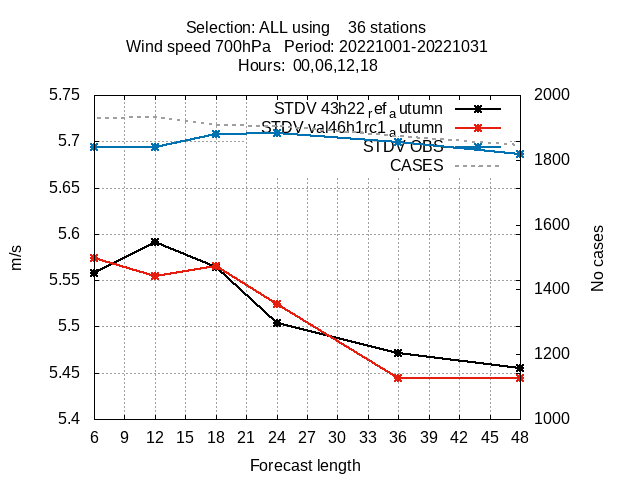 Selection: ALL using 36 stations
Wind speed 700hPa Period: 20221001-20221031
Hours: 00,06,12,18
5.75
5.7
5.65
5.6
5.55
5.5
5.45
5.4
2000
1800
1600
1400
1200
1000
m/s
No cases
STDV 43h22_ref_autumn
STDV val46h1rc1_autumn
STDV OBS
CASES
6 9 12 15 18 21 24 27 30 33 36 39 42 45 48
Forecast length